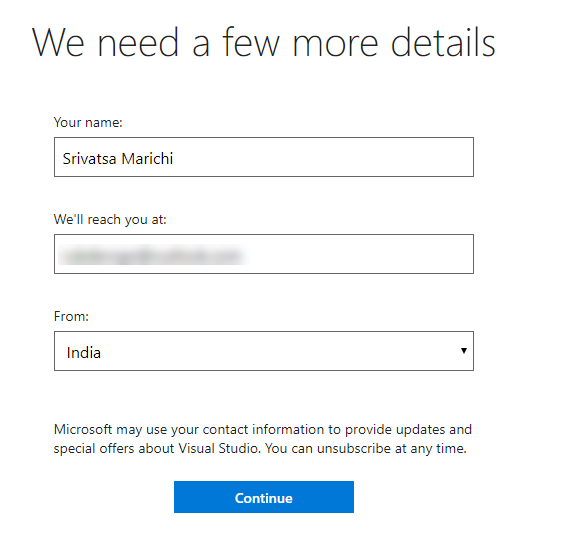 We need a few more details
Your name:
Srivatsa Marichi
We'll reach you at:
From:
India
Microsoft may use your contact information to provide updates and
special offers about Visual Studio. You can unsubscribe at any time.
Continue